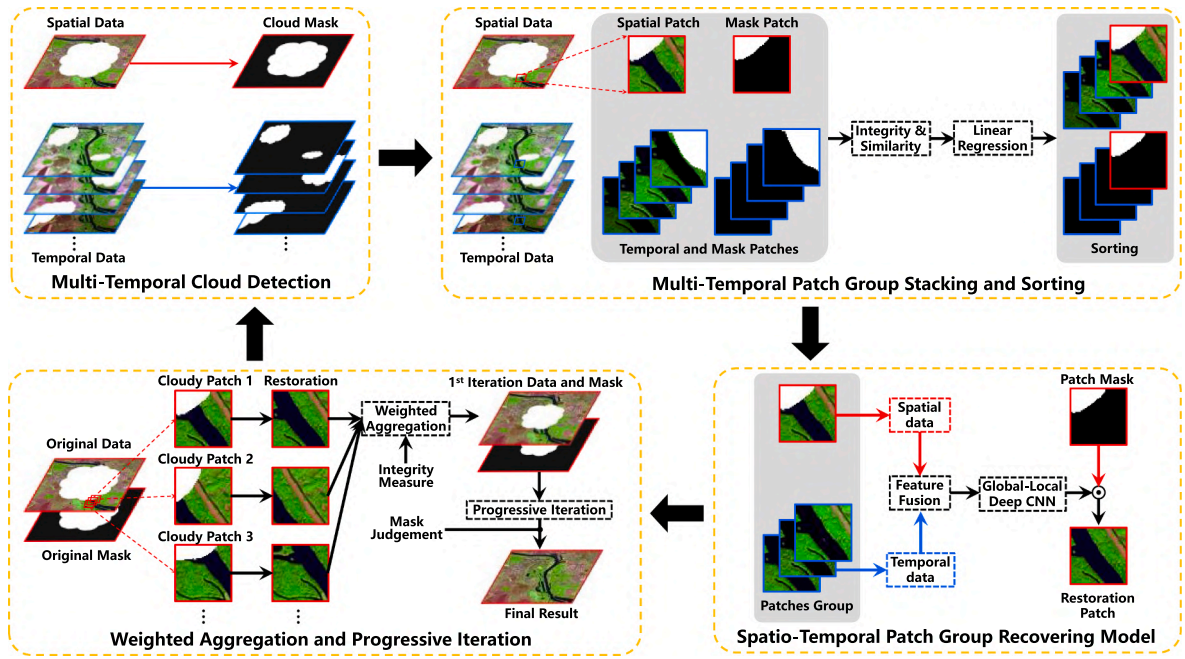 Spatial Data
Cloud Mask
Temporal Data
Multi-Temporal Cloud Detection
Spatial Data
Spatial Patch
Mask Patch
Temporal Data
Temporal and Mask Patches
Integrity &
Similarity
Linear
Regression
Sorting
Multi-Temporal Patch Group Stacking and Sorting
Original Data
Original Mask
Cloudy Patch 1
Restoration
Cloudy Patch 2
Cloudy Patch 3
Weighted
Aggregation
Integrity
Measure
1st Iteration Data and Mask
Progressive Iteration
Mask
Judgement
Final Result
Weighted Aggregation and Progressive Iteration
Patches Group
Spatial
data
Feature
Fusion
Temporal
data
Global-Local
Deep CNN
Patch Mask
Restoration
Patch
Spatio-Temporal Patch Group Recovering Model